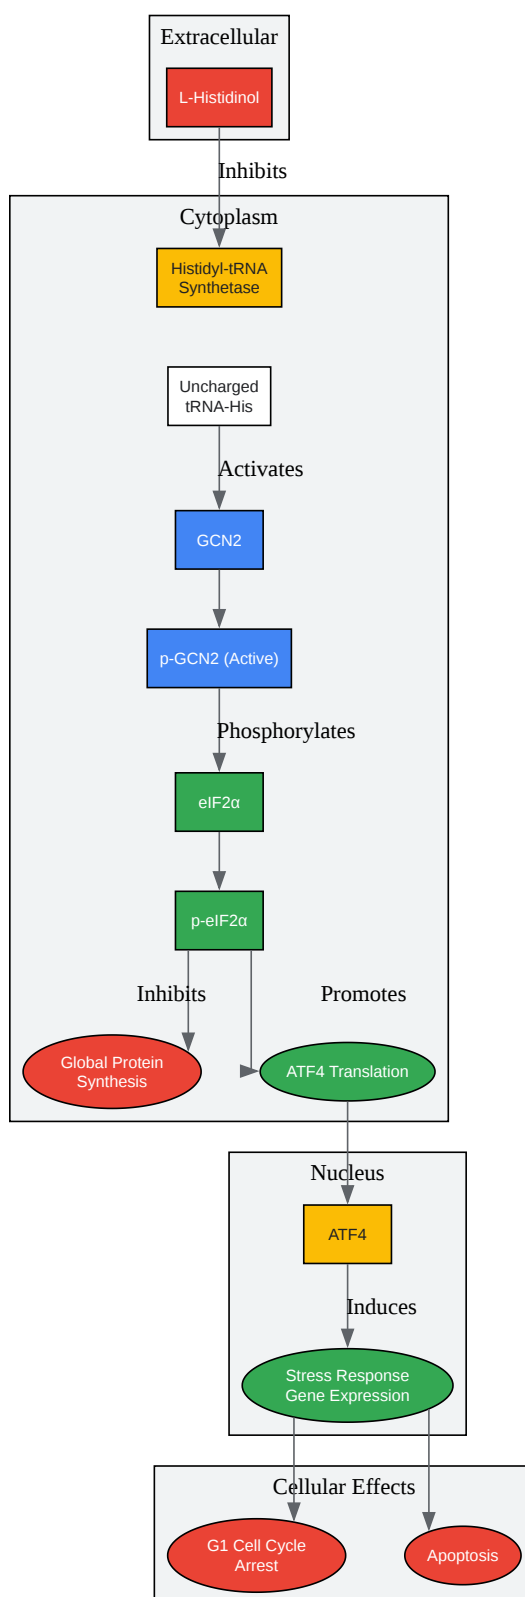 Extracellular
L-Histidinol
Inhibits
Cytoplasm
Histidyl-tRNA
Synthetase
Uncharged
tRNA-His
Activates
GCN2
p-GCN2 (Active)
Phosphorylates
eIF2α
p-eIF2α
Inhibits
Promotes
Global Protein
Synthesis
ATF4 Translation
Nucleus
ATF4
Induces
Stress Response
Gene Expression
Cellular Effects
G1 Cell Cycle
Arrest
Apoptosis